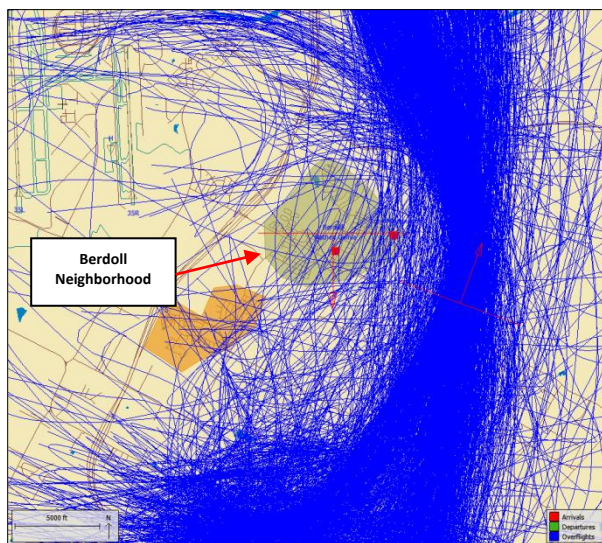 35L
35R
H
Berdoll
Neighborhood
5000 ft
N
Arrivals
Departures
Overflights